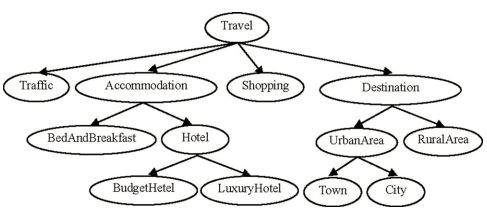 Travel
Traffic Accommodation Shopping Destination
BedAndBreakfast Hotel UrbanArea RuralArea
BudgetHetel LuxuryHotel Town City